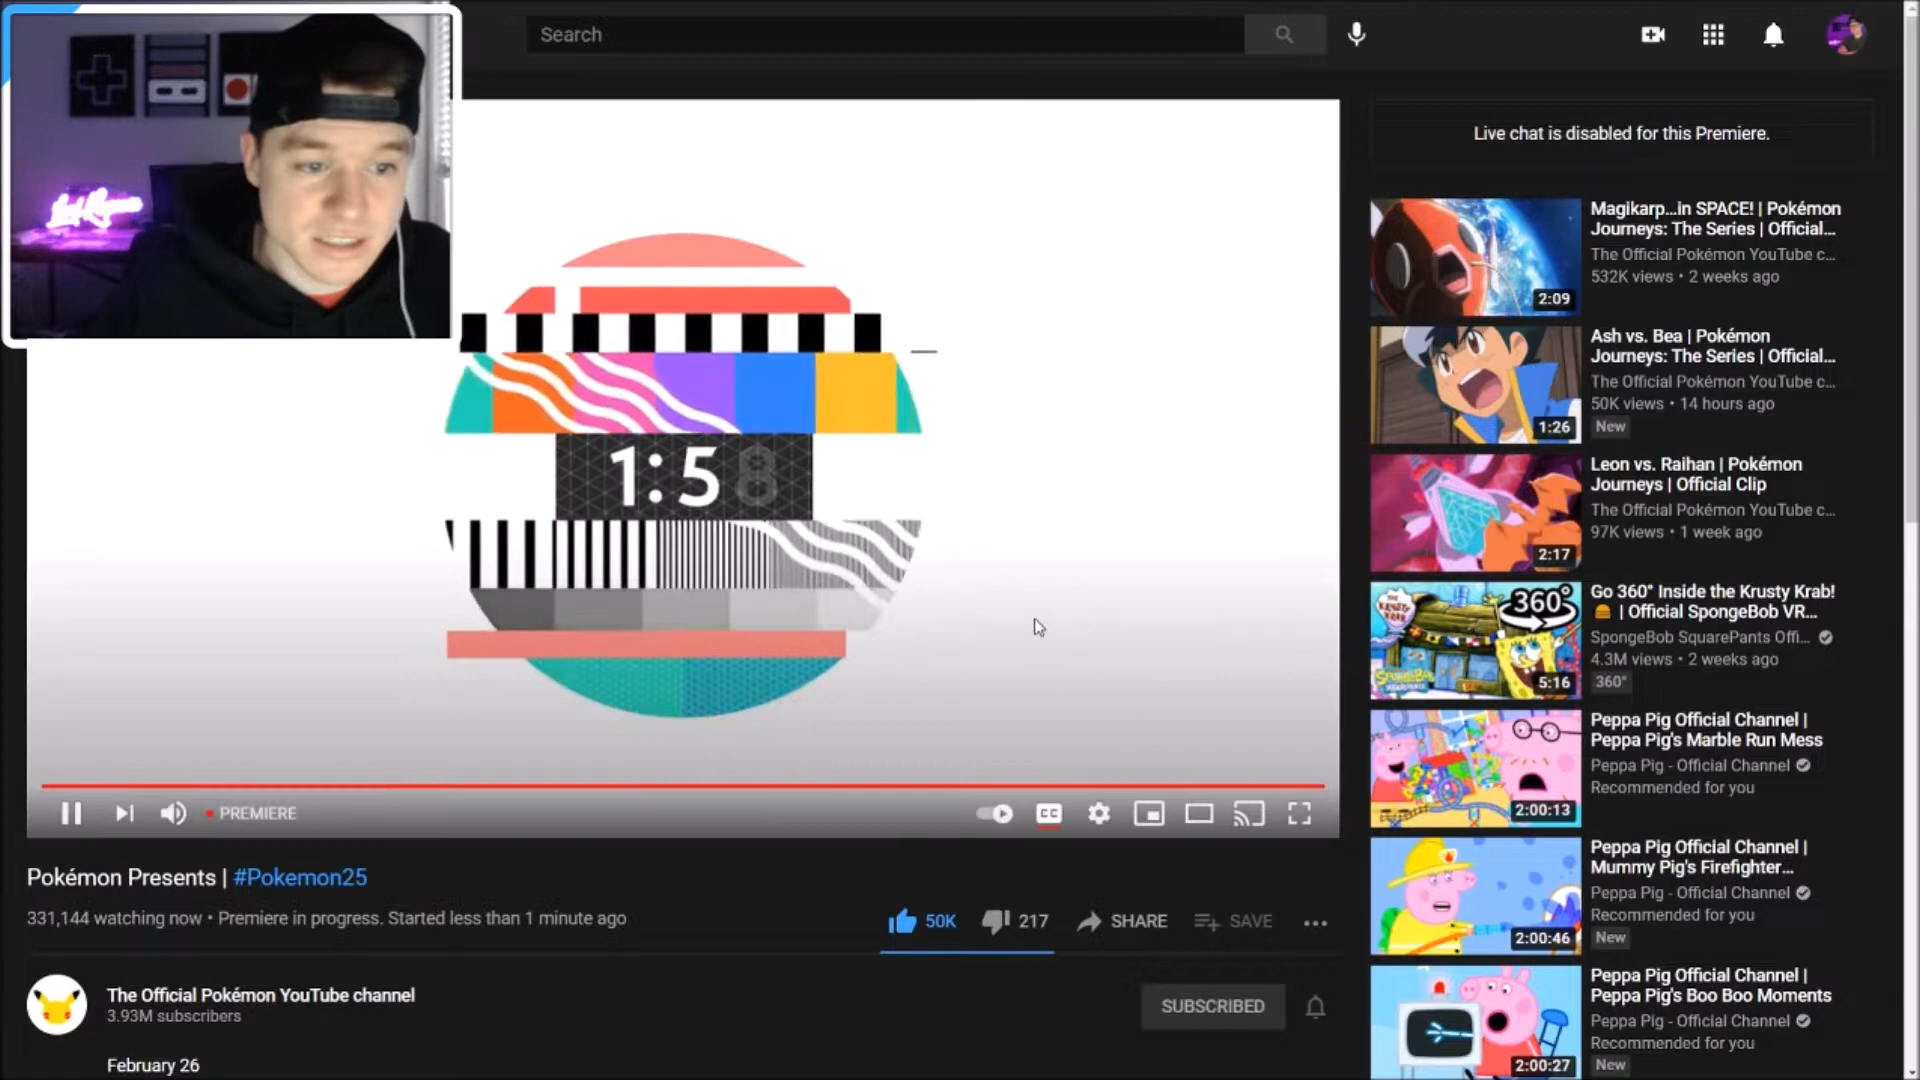 Search
Live chat is disabled for this Premiere.
1:58
PREMIERE
CC
Pokémon Presents | #Pokemon25
331,144 watching now • Premiere in progress. Started less than 1 minute ago
50K
217
SHARE
SAVE
The Official Pokémon YouTube channel
3.93M subscribers
SUBSCRIBED
February 26
2:09
Magikarp...in SPACE! | Pokémon
Journeys: The Series | Official...
The Official Pokémon YouTube c...
532K views • 2 weeks ago
1:26
Ash vs. Bea | Pokémon
Journeys: The Series | Official...
The Official Pokémon YouTube c...
50K views • 14 hours ago
New
2:17
Leon vs. Raihan | Pokémon
Journeys | Official Clip
The Official Pokémon YouTube c...
97K views • 1 week ago
THE KRUSTY KRAB
360°
SPONGEBOB
5:16
Go 360° Inside the Krusty Krab!
🍔 | Official SpongeBob VR...
SpongeBob SquarePants Offi...
4.3M views • 2 weeks ago
360°
2:00:13
Peppa Pig Official Channel |
Peppa Pig's Marble Run Mess
Peppa Pig - Official Channel
Recommended for you
2:00:46
Peppa Pig Official Channel |
Mummy Pig's Firefighter...
Peppa Pig - Official Channel
Recommended for you
New
2:00:27
Peppa Pig Official Channel |
Peppa Pig's Boo Boo Moments
Peppa Pig - Official Channel
Recommended for you
New